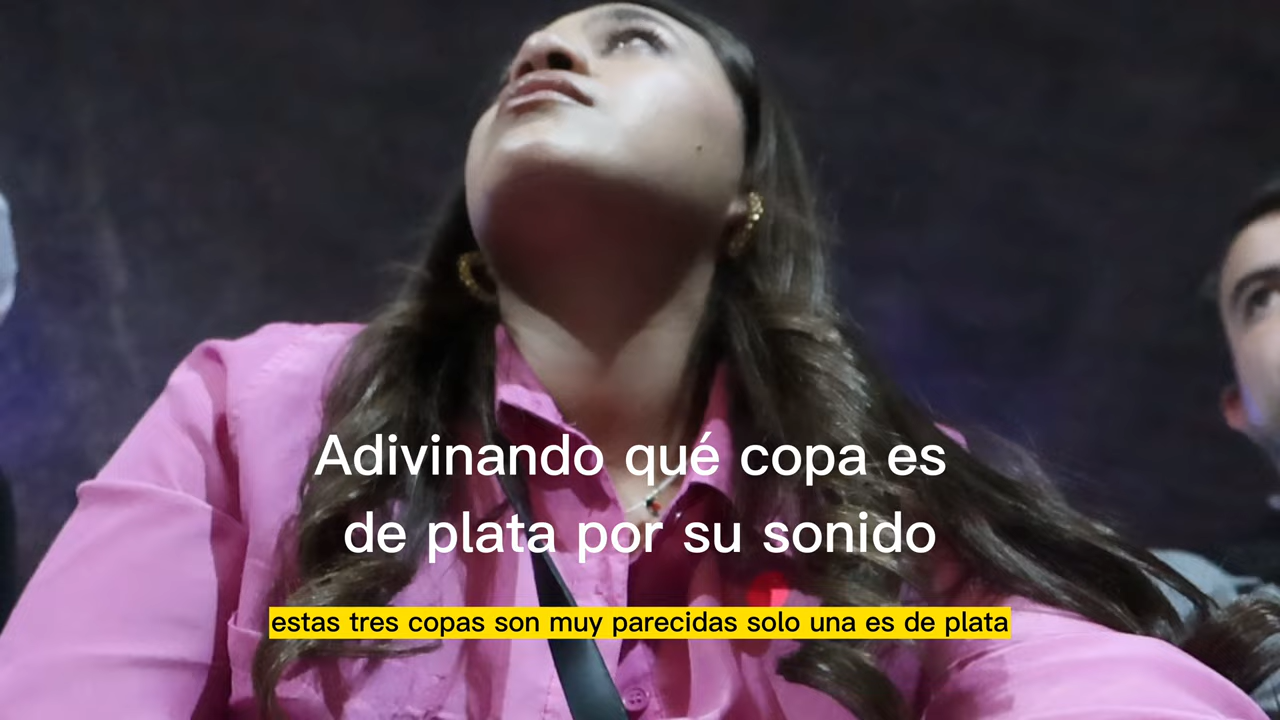 Adivinando qué copa es
de plata por su sonido
estas tres copas son muy parecidas solo una es de plata